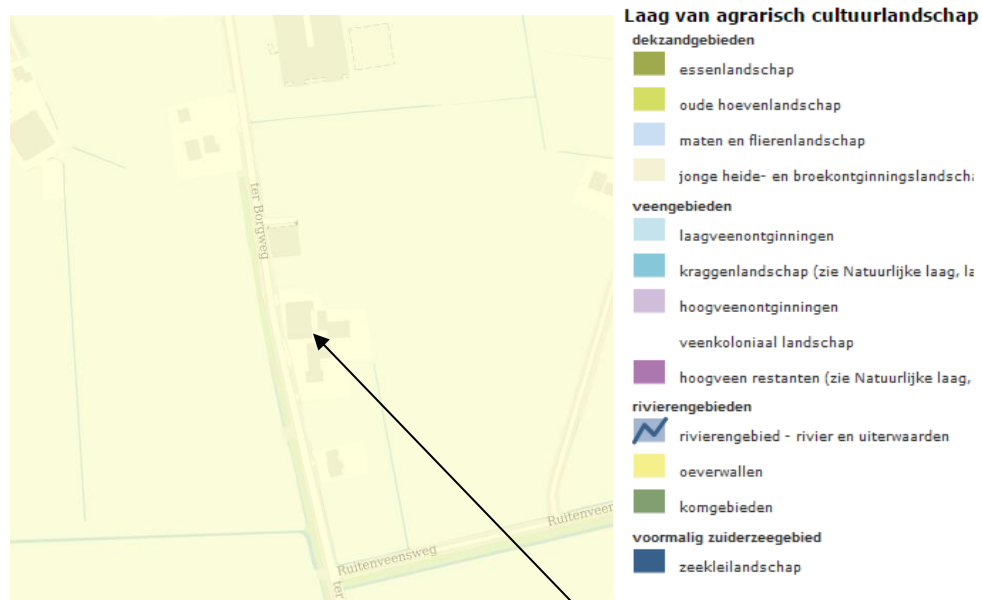 Laag van agrarisch cultuurlandschap
dekzandgebieden
essenlandschap
oude hoevenlandschap
maten en flierenlandschap
jonge heide- en broekontginningslandscha
veengebieden
laagveenontginningen
kraggenlandschap (zie Natuurlijke laag, la
hoogveenontginningen
veenkoloniaal landschap
hoogveen restanten (zie Natuurlijke laag,
rivierengebieden
rivierengebied - rivier en uiterwaarden
oeverwallen
komgebieden
voormalig zuiderzeegebied
zeekleilandschap
ter Borgweg
Ruitenveensweg
Ruitenveen
ter